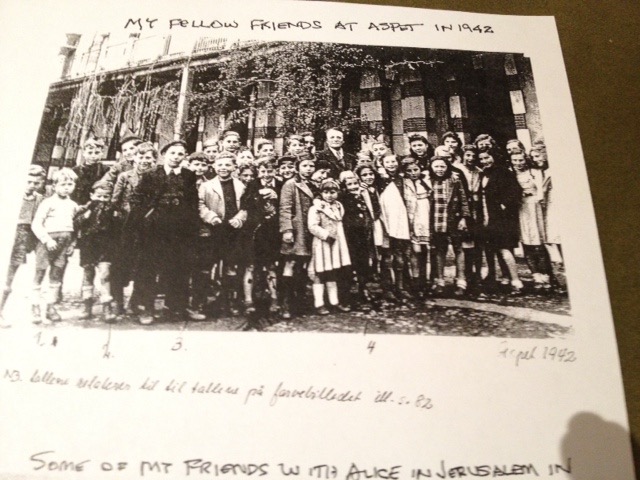 MY FELLOW FRIENDS AT ASPET IN 1942
1. 2. 3. 4 Aspet 1942
NB. tallene relaterer til til tallene på farvebilledet ill. s. 82
SOME OF MY FRIENDS WITH ALICE IN JERUSALEM IN